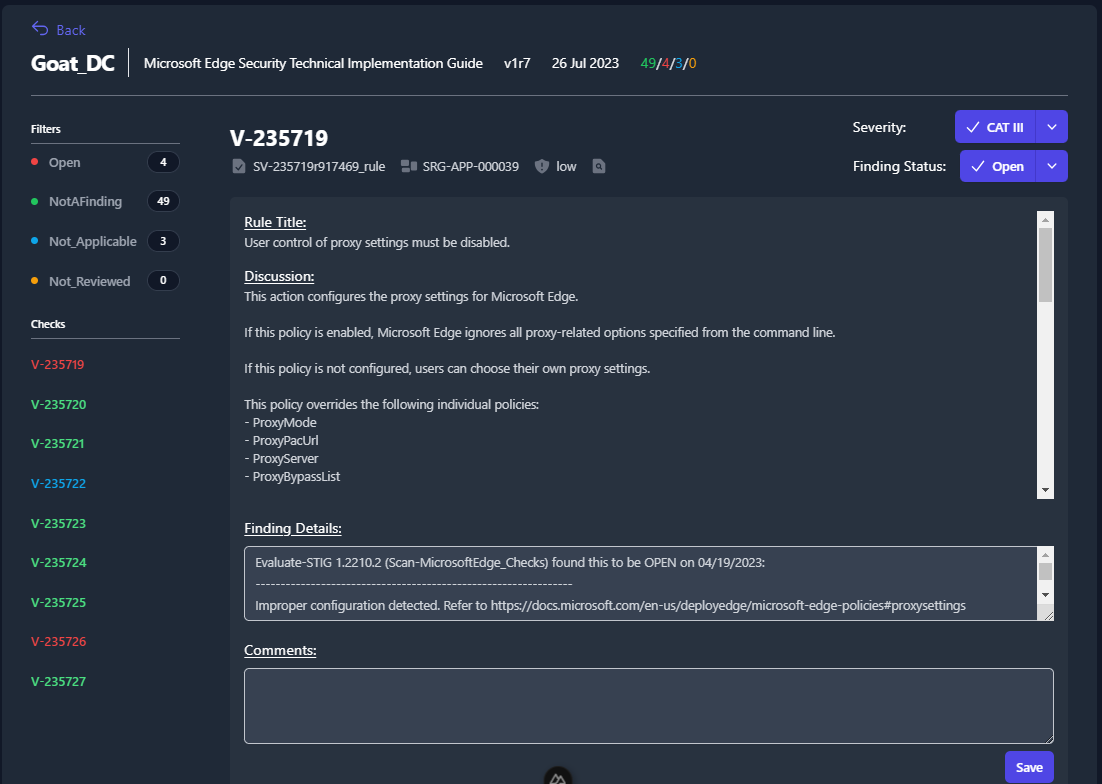 Back
Goat_DC
Microsoft Edge Security Technical Implementation Guide v1r7 26 Jul 2023 49/4/3/0
Filters
Open 4
NotAFinding 49
Not_Applicable 3
Not_Reviewed 0
Checks
V-235719
V-235720
V-235721
V-235722
V-235723
V-235724
V-235725
V-235726
V-235727
V-235719
SV-235719r917469_rule SRG-APP-000039 low
Severity: CAT III
Finding Status: Open
Rule Title:
User control of proxy settings must be disabled.
Discussion:
This action configures the proxy settings for Microsoft Edge.
If this policy is enabled, Microsoft Edge ignores all proxy-related options specified from the command line.
If this policy is not configured, users can choose their own proxy settings.
This policy overrides the following individual policies:
- ProxyMode
- ProxyPacUrl
- ProxyServer
- ProxyBypassList
Finding Details:
Evaluate-STIG 1.2210.2 (Scan-MicrosoftEdge_Checks) found this to be OPEN on 04/19/2023:
---------------------------------------------------------------
Improper configuration detected. Refer to https://docs.microsoft.com/en-us/deployedge/microsoft-edge-policies#proxysettings
Comments:
Save